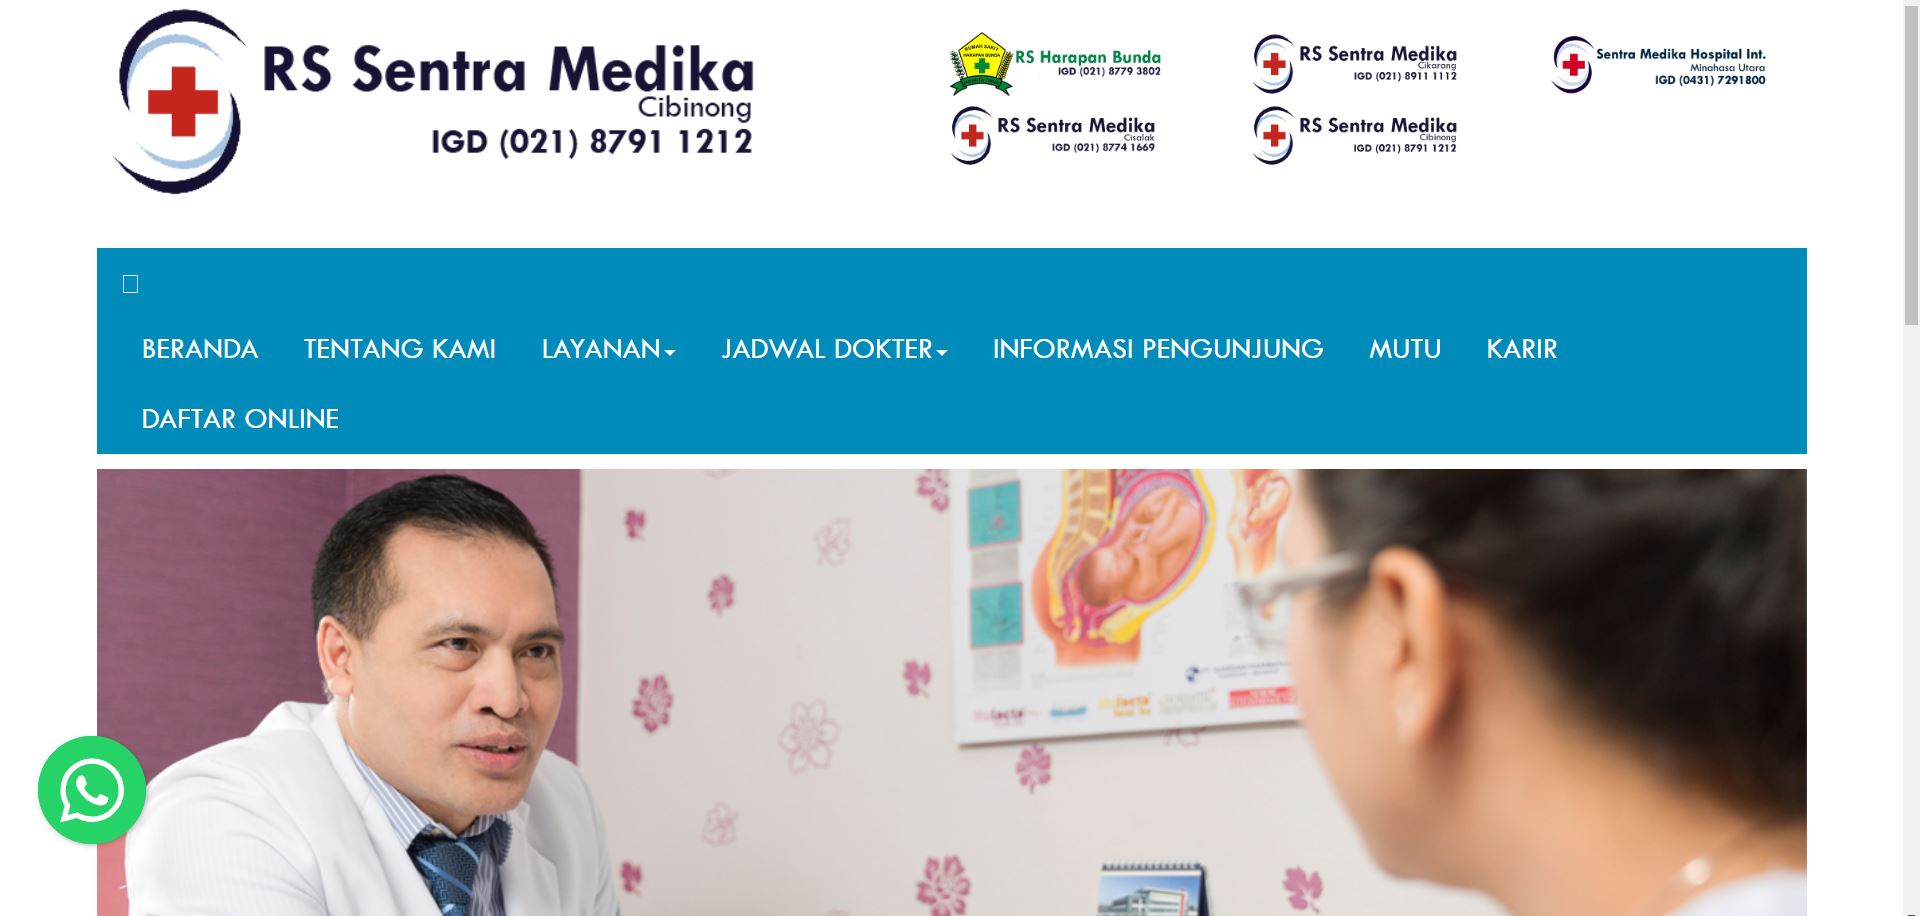 RS Sentra Medika
Cibinong
IGD (021) 8791 1212
RUMAH SAKIT
HARAPAN BUNDA
RS Harapan Bunda
IGD (021) 8779 3802
RS Sentra Medika
Cikarang
IGD (021) 8911 1112
Sentra Medika Hospital Int.
Minahasa Utara
IGD (0431) 7291800
RS Sentra Medika
Cisalak
IGD (021) 8774 1669
RS Sentra Medika
Cibinong
IGD (021) 8791 1212
BERANDA TENTANG KAMI LAYANAN JADWAL DOKTER INFORMASI PENGUNJUNG MUTU KARIR
DAFTAR ONLINE